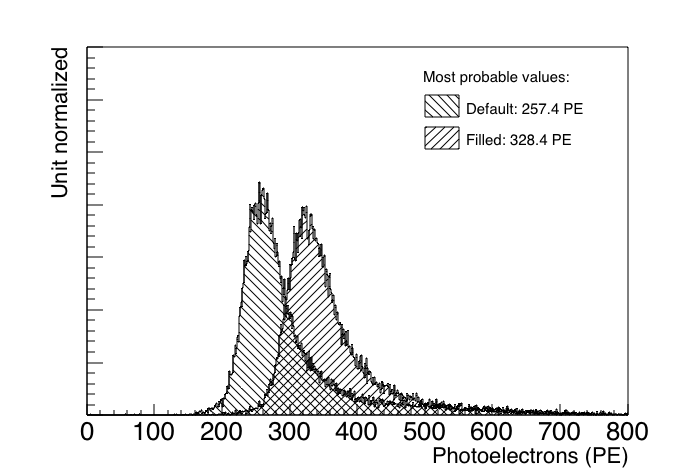 Unit normalized
Most probable values:
Default: 257.4 PE
Filled: 328.4 PE
0 100 200 300 400 500 600 700 800
Photoelectrons (PE)